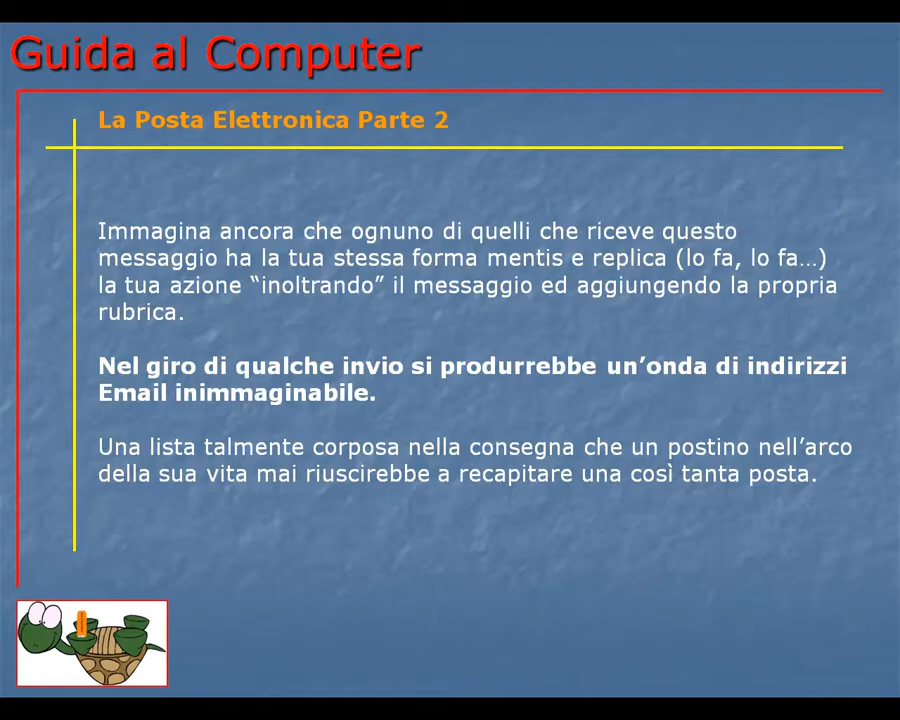 Guida al Computer
La Posta Elettronica Parte 2
Immagina ancora che ognuno di quelli che riceve questo
messaggio ha la tua stessa forma mentis e replica (lo fa, lo fa…)
la tua azione “inoltrando” il messaggio ed aggiungendo la propria
rubrica.
Nel giro di qualche invio si produrrebbe un’onda di indirizzi
Email inimmaginabile.
Una lista talmente corposa nella consegna che un postino nell’arco
della sua vita mai riuscirebbe a recapitare una così tanta posta.